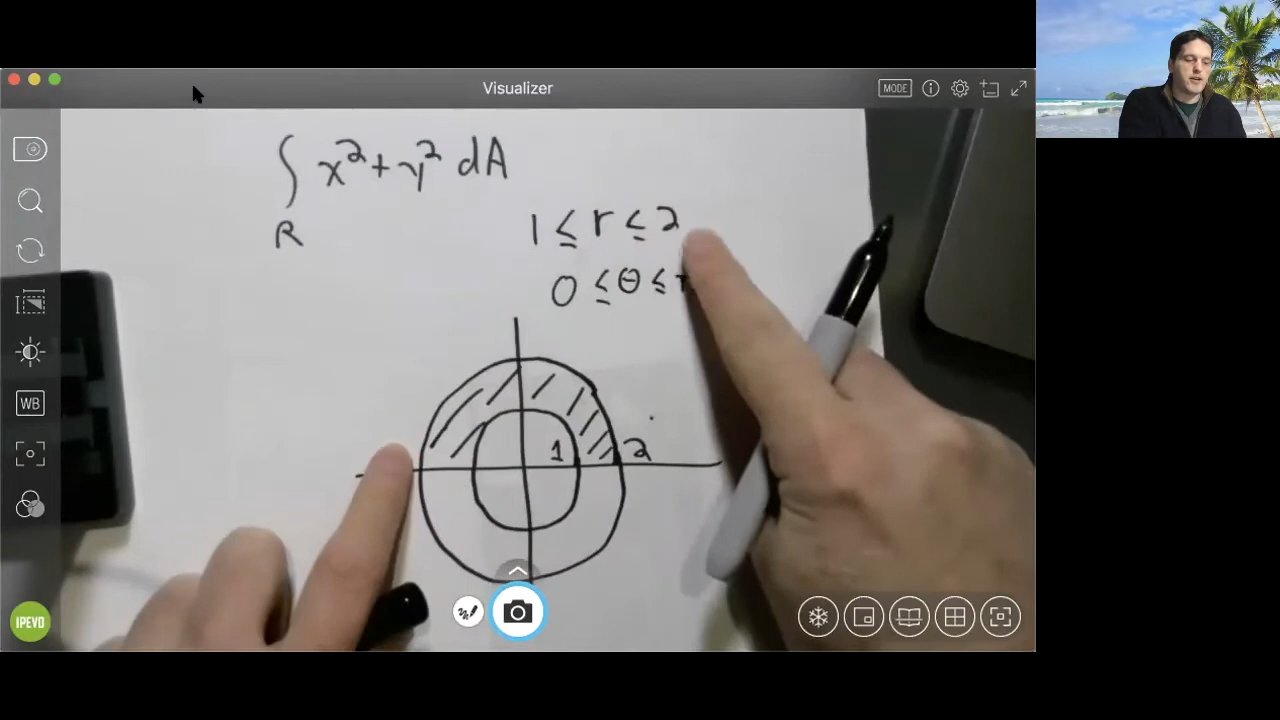 Visualizer
MODE
∫ x² + y² dA
R
1 ≤ r ≤ 2
0 ≤ θ ≤
WB
1
2
IPEVO